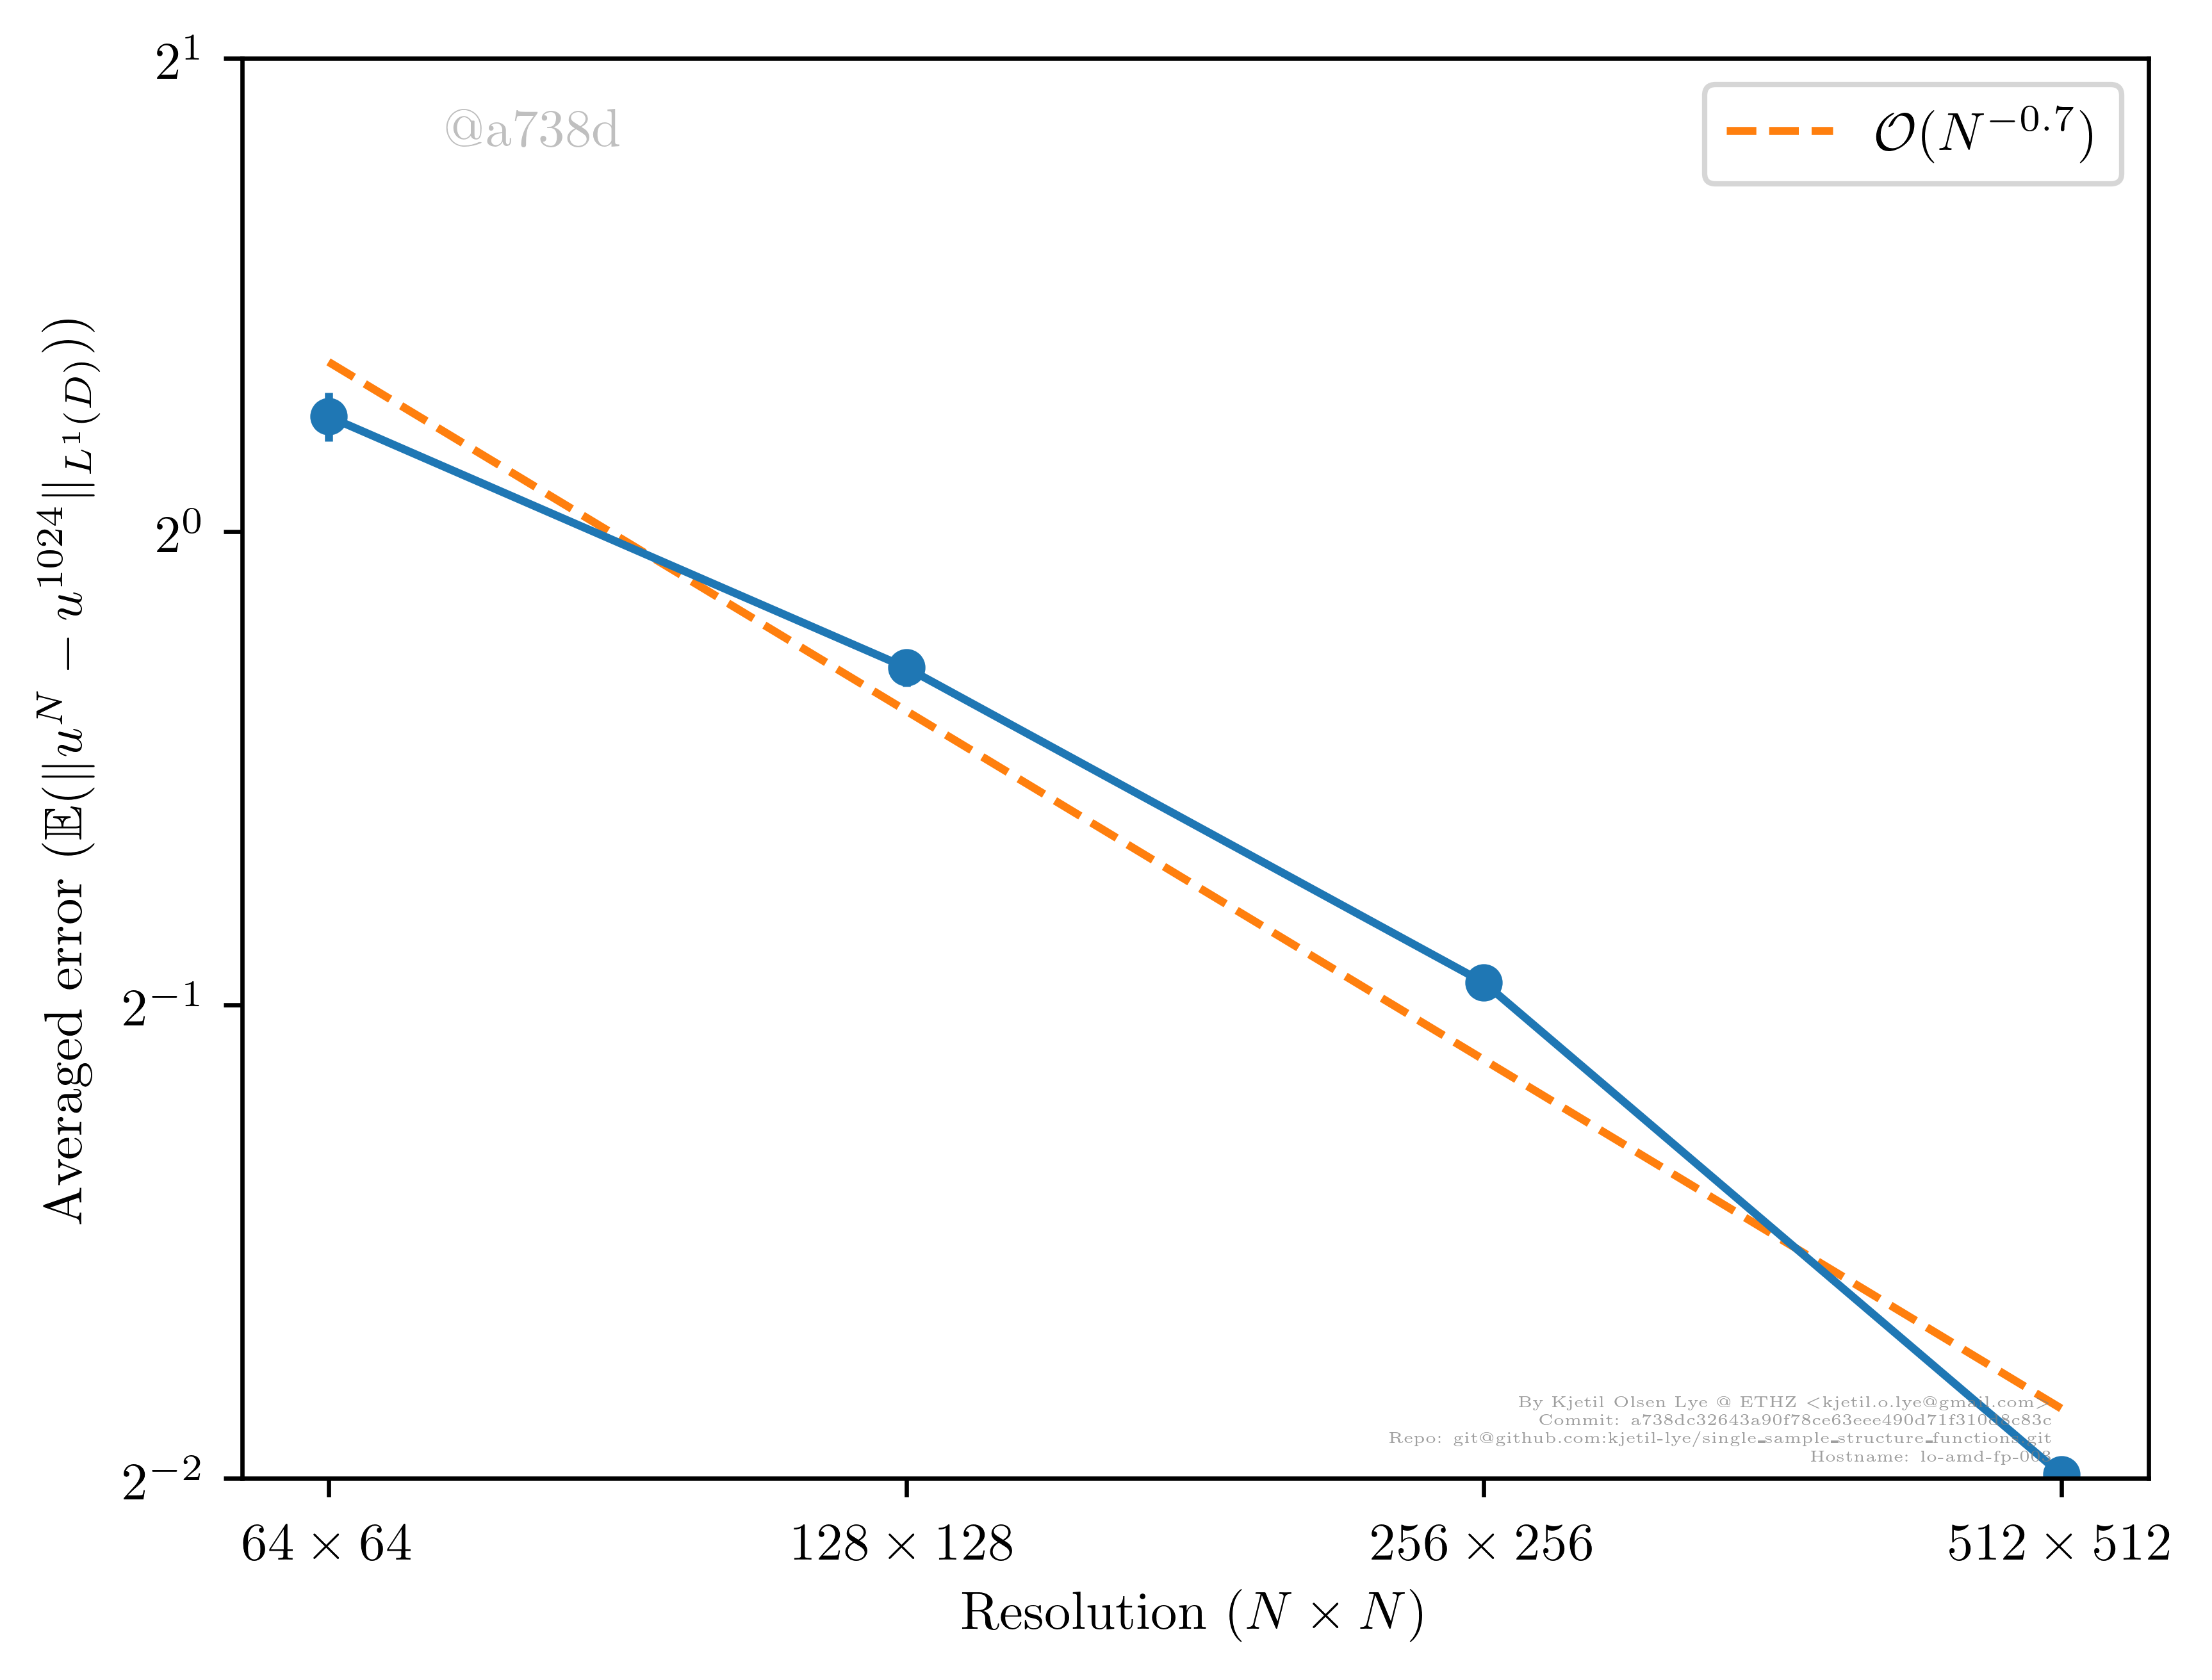 2^1
@a738d
𝒪(N^{-0.7})
2^0
2^{-1}
2^{-2}
Averaged error (𝔼(||u^N − u^{1024}||_{L^1(D)}))
By Kjetil Olsen Lye @ ETHZ <kjetil.o.lye@gmail.com>
Commit: a738dc32643a90f78ce63eee490d71f310d8c83c
Repo: git@github.com:kjetil-lye/single_sample_structure_functions.git
Hostname: lo-amd-fp-003
64 × 64
128 × 128
256 × 256
512 × 512
Resolution (N × N)